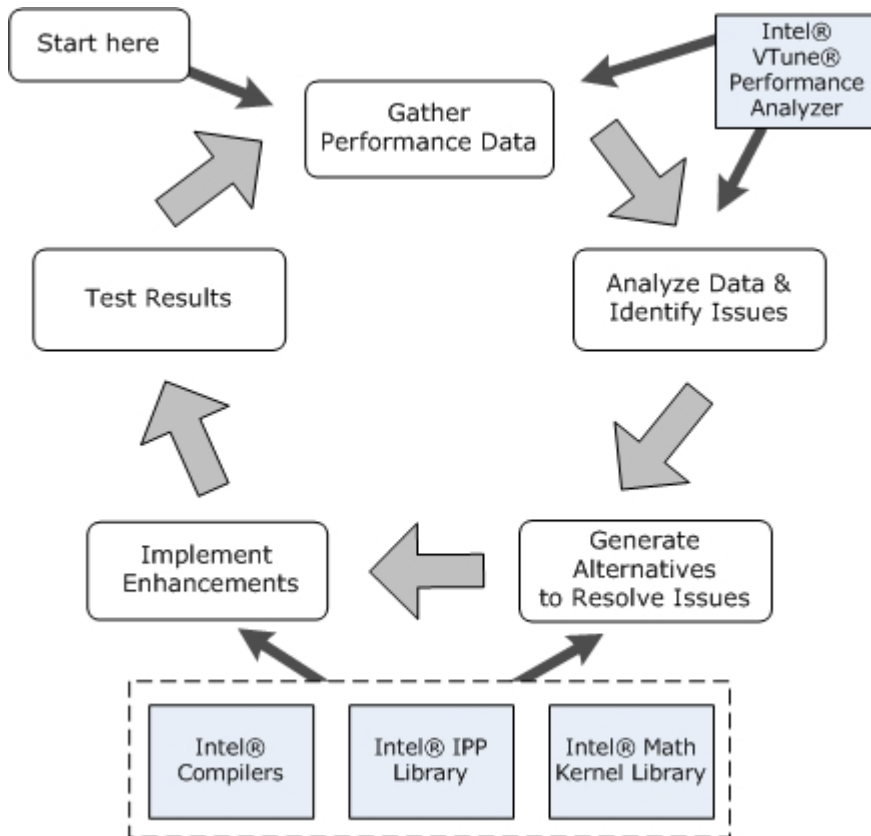 Start here
Intel®
VTune®
Performance
Analyzer
Gather
Performance Data
Test Results
Analyze Data &
Identify Issues
Implement
Enhancements
Generate
Alternatives
to Resolve Issues
Intel®
Compilers
Intel® IPP
Library
Intel® Math
Kernel Library